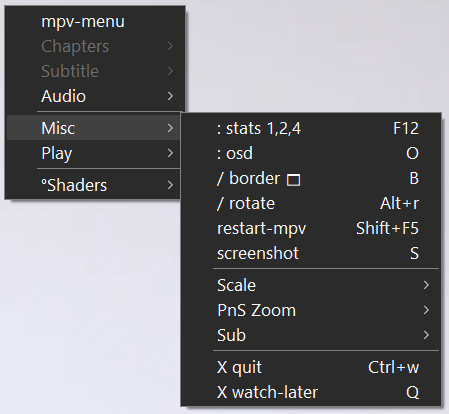 mpv-menu
Chapters
Subtitle
Audio
Misc
Play
°Shaders
: stats 1,2,4 F12
: osd O
/ border B
/ rotate Alt+r
restart-mpv Shift+F5
screenshot S
Scale
PnS Zoom
Sub
X quit Ctrl+w
X watch-later Q